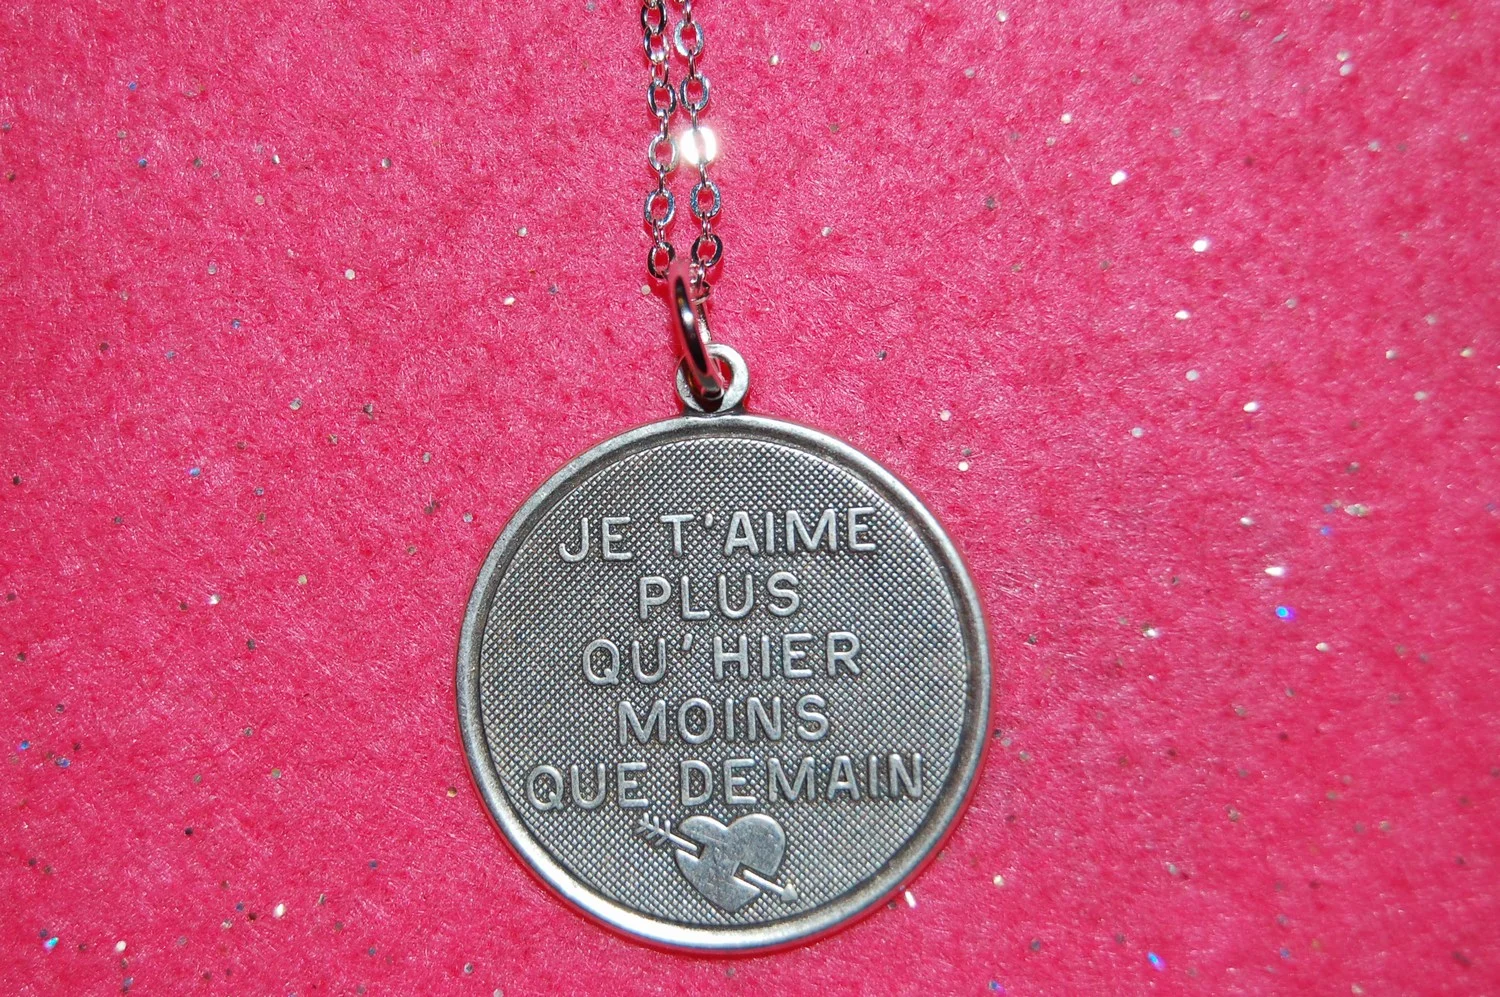 JE T'AIME
PLUS
QU'HIER
MOINS
QUE DEMAIN